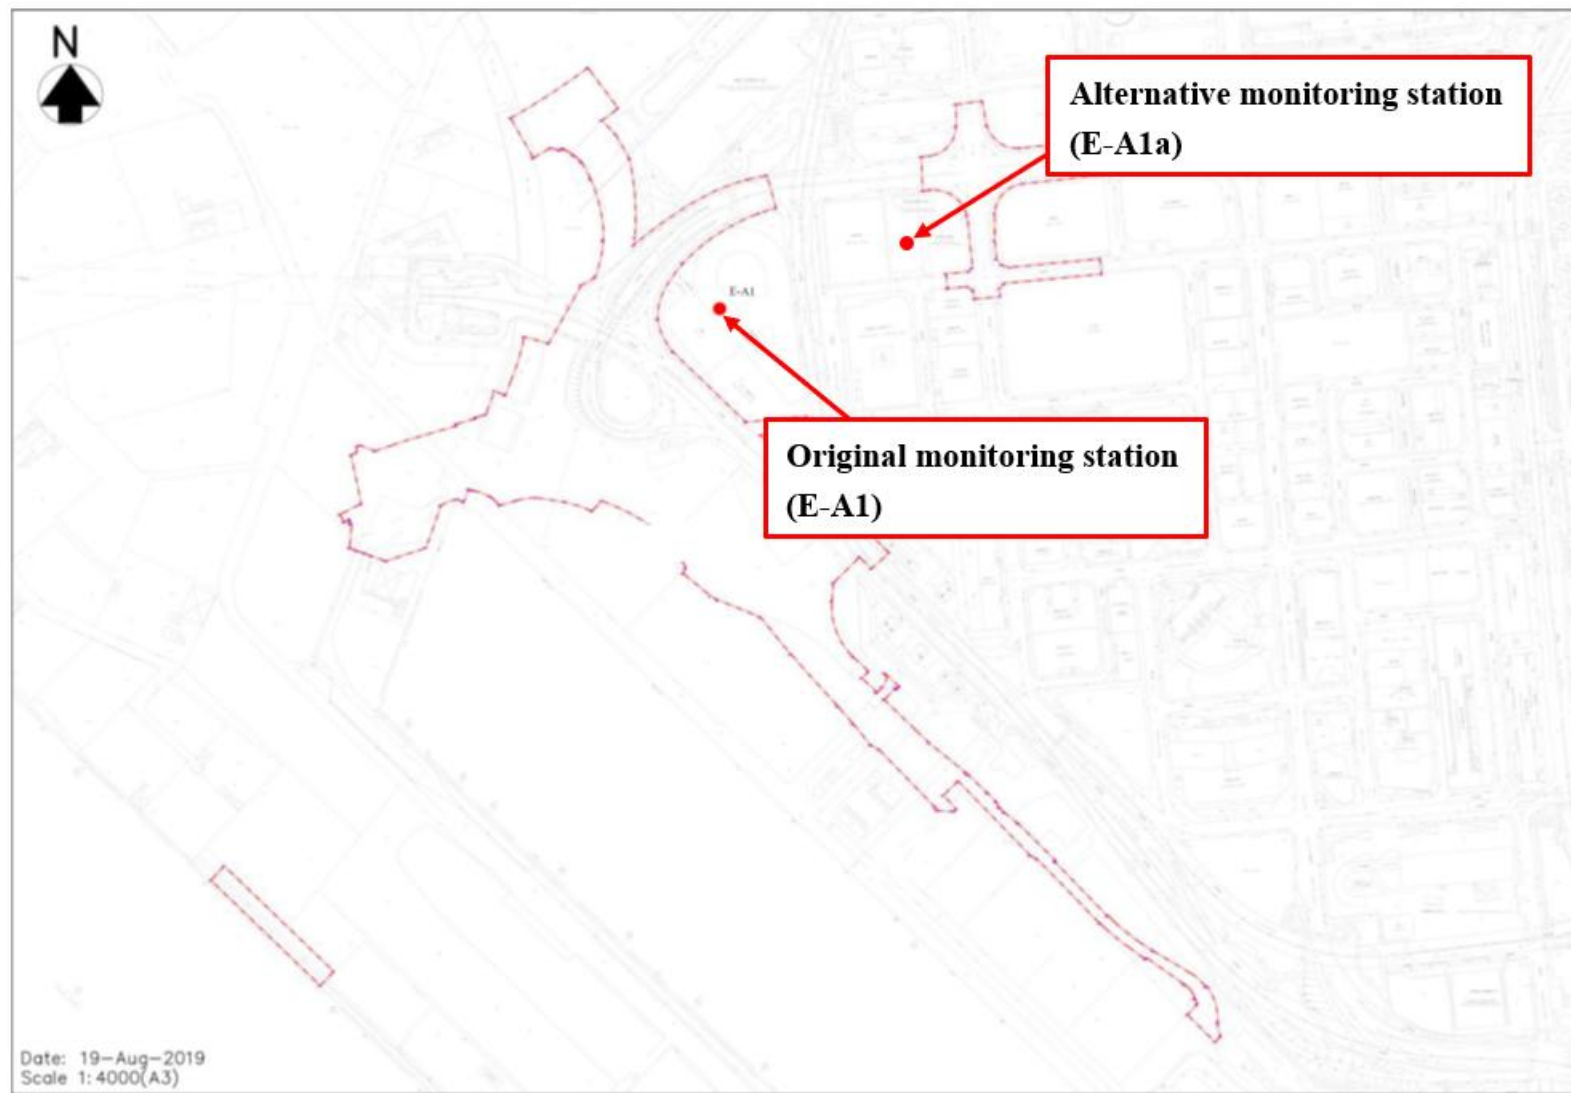 N
Alternative monitoring station
(E-A1a)
E-A1
Original monitoring station
(E-A1)
Date: 19-Aug-2019
Scale 1:4000(A3)